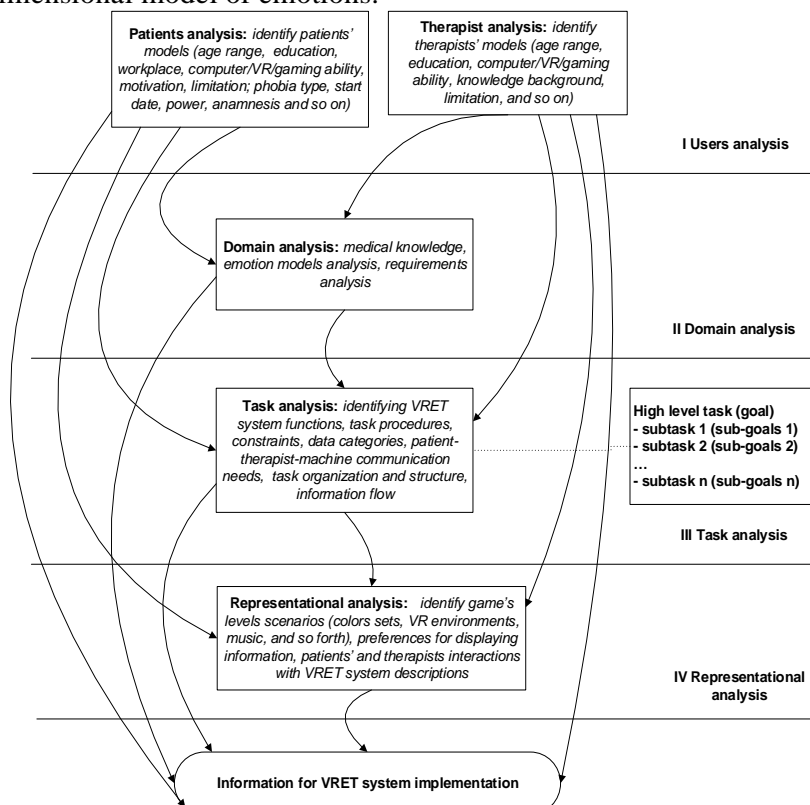 dimensional model of emotions.
Patients analysis: identify patients'
models (age range, education,
workplace, computer/VR/gaming ability,
motivation, limitation; phobia type, start
date, power, anamnesis and so on)
Therapist analysis: identify
therapists' models (age range,
education, computer/VR/gaming
ability, knowledge background,
limitation, and so on)
I Users analysis
Domain analysis: medical knowledge,
emotion models analysis, requirements
analysis
II Domain analysis
Task analysis: identifying VRET
system functions, task procedures,
constraints, data categories, patient-
therapist-machine communication
needs, task organization and structure,
information flow
High level task (goal)
- subtask 1 (sub-goals 1)
- subtask 2 (sub-goals 2)
...
- subtask n (sub-goals n)
III Task analysis
Representational analysis: identify game's
levels scenarios (colors sets, VR environments,
music, and so forth), preferences for displaying
information, patients' and therapists interactions
with VRET system descriptions
IV Representational
analysis
Information for VRET system implementation